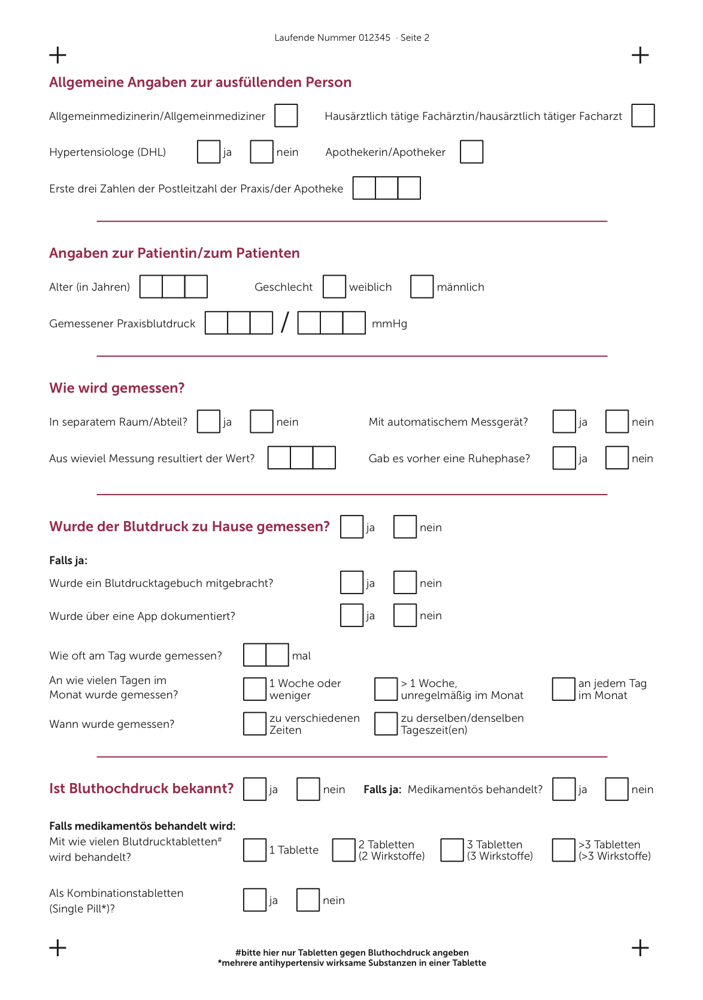 Laufende Nummer 012345 · Seite 2
Allgemeine Angaben zur ausfüllenden Person
Allgemeinmedizinerin/Allgemeinmediziner Hausärztlich tätige Fachärztin/hausärztlich tätiger Facharzt
Hypertensiologe (DHL) ja nein Apothekerin/Apotheker
Erste drei Zahlen der Postleitzahl der Praxis/der Apotheke
Angaben zur Patientin/zum Patienten
Alter (in Jahren) Geschlecht weiblich männlich
Gemessener Praxisblutdruck / mmHg
Wie wird gemessen?
In separatem Raum/Abteil? ja nein Mit automatischem Messgerät? ja nein
Aus wieviel Messung resultiert der Wert? Gab es vorher eine Ruhephase? ja nein
Wurde der Blutdruck zu Hause gemessen? ja nein
Falls ja:
Wurde ein Blutdrucktagebuch mitgebracht? ja nein
Wurde über eine App dokumentiert? ja nein
Wie oft am Tag wurde gemessen? mal
An wie vielen Tagen im
Monat wurde gemessen?
1 Woche oder
weniger
> 1 Woche,
unregelmäßig im Monat
an jedem Tag
im Monat
Wann wurde gemessen?
zu verschiedenen
Zeiten
zu derselben/denselben
Tageszeit(en)
Ist Bluthochdruck bekannt? ja nein Falls ja: Medikamentös behandelt? ja nein
Falls medikamentös behandelt wird:
Mit wie vielen Blutdrucktabletten#
wird behandelt?
1 Tablette
2 Tabletten
(2 Wirkstoffe)
3 Tabletten
(3 Wirkstoffe)
>3 Tabletten
(>3 Wirkstoffe)
Als Kombinationstabletten
(Single Pill*)?
ja nein
#bitte hier nur Tabletten gegen Bluthochdruck angeben
*mehrere antihypertensiv wirksame Substanzen in einer Tablette